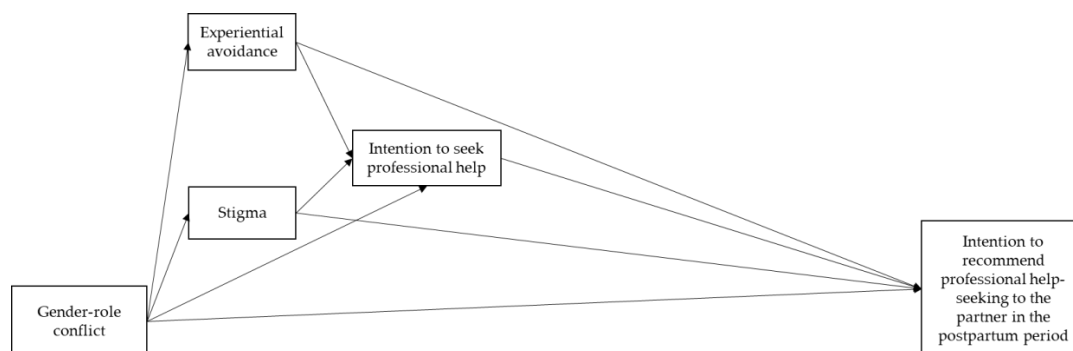 Experiential
avoidance
Intention to seek
professional help
Stigma
Gender-role
conflict
Intention to
recommend
professional help-
seeking to the
partner in the
postpartum period